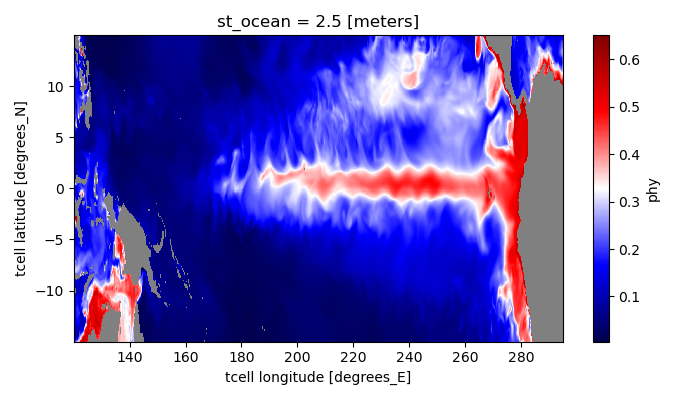 st_ocean = 2.5 [meters]
10
5
0
−5
−10
tcell latitude [degrees_N]
140 160 180 200 220 240 260 280
tcell longitude [degrees_E]
0.6
0.5
0.4
0.3
0.2
0.1
phy